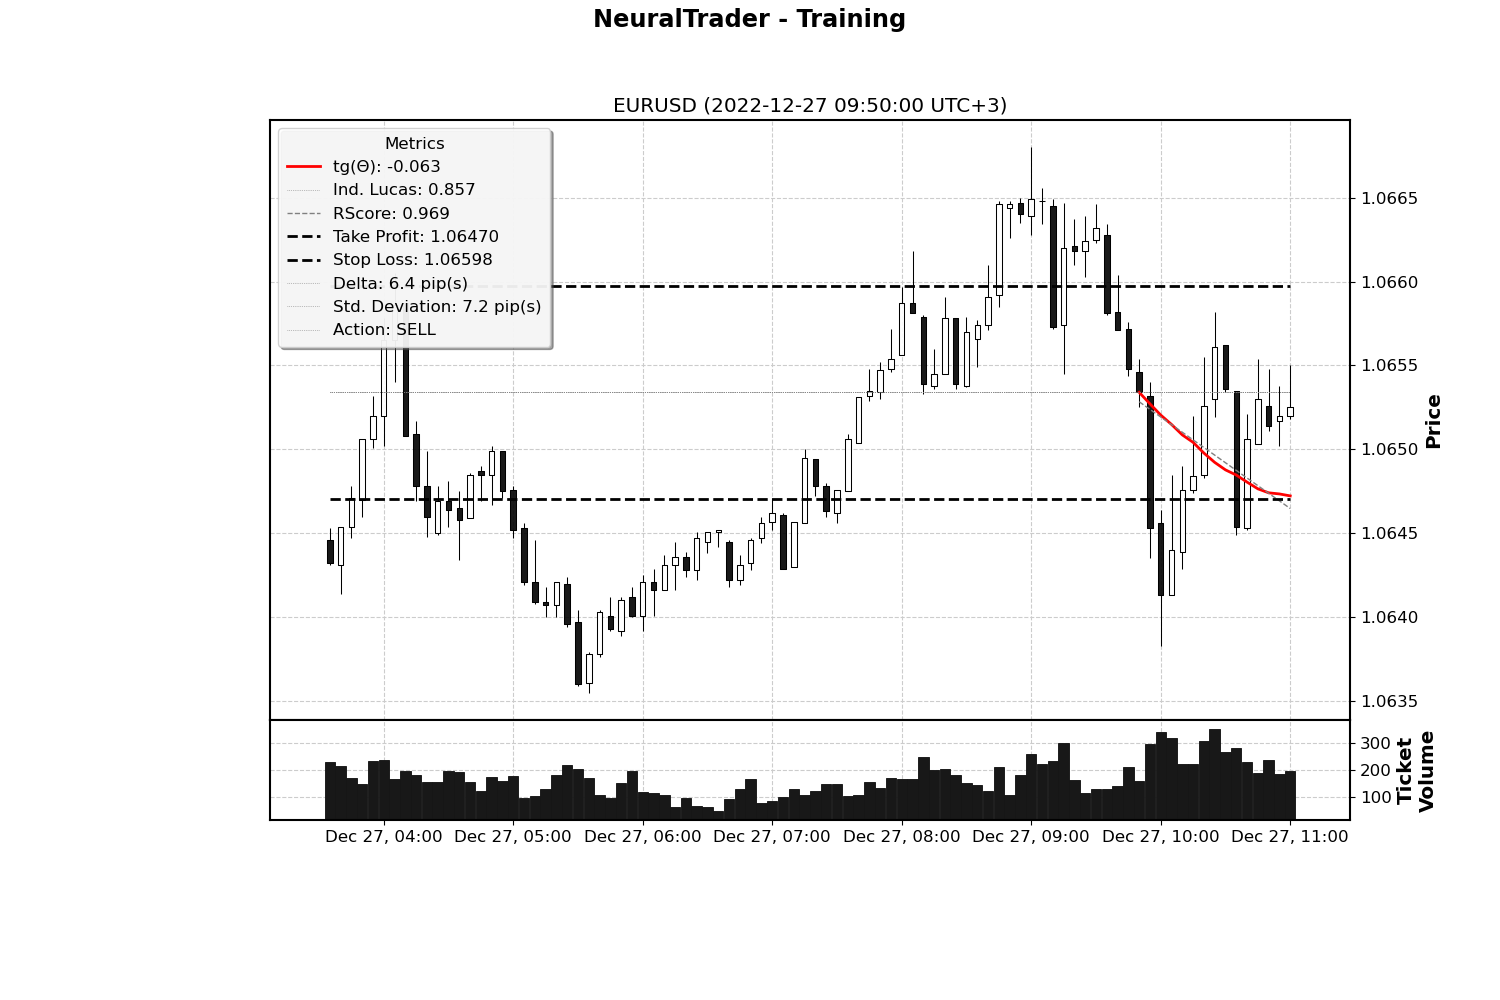 NeuralTrader - Training
EURUSD (2022-12-27 09:50:00 UTC+3)
Metrics
tg(Θ): -0.063
Ind. Lucas: 0.857
RScore: 0.969
Take Profit: 1.06470
Stop Loss: 1.06598
Delta: 6.4 pip(s)
Std. Deviation: 7.2 pip(s)
Action: SELL
1.0665
1.0660
1.0655
1.0650
1.0645
1.0640
1.0635
Price
300
200
100
Ticket
Volume
Dec 27, 04:00 Dec 27, 05:00 Dec 27, 06:00 Dec 27, 07:00 Dec 27, 08:00 Dec 27, 09:00 Dec 27, 10:00 Dec 27, 11:00